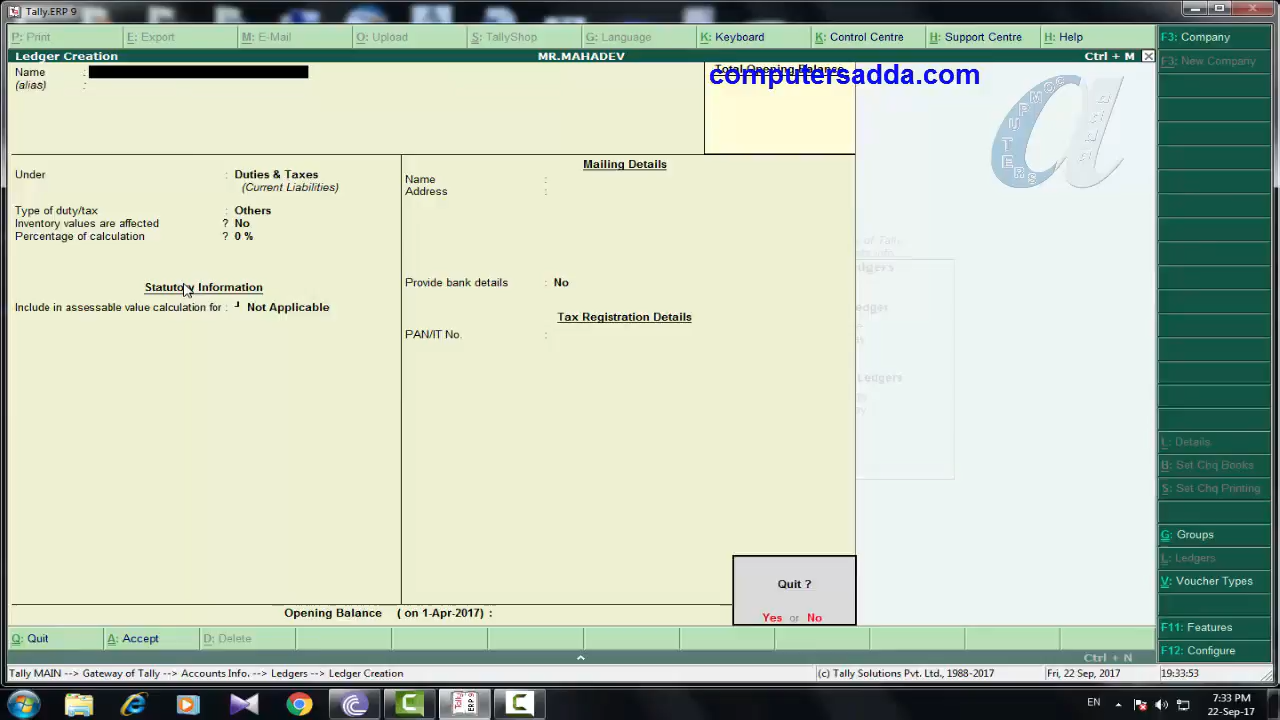 Tally.ERP 9
P: Print
E: Export
M: E-Mail
O: Upload
S: TallyShop
G: Language
K: Keyboard
K: Control Centre
H: Support Centre
H: Help
F3: Company
Ledger Creation
MR.MAHADEV
Ctrl + M
F3: New Company
Name :
(alias) :
Total Opening Balance
computersadda.com
Under : Duties & Taxes
(Current Liabilities)
Type of duty/tax : Others
Inventory values are affected ? No
Percentage of calculation ? 0 %
Statutory Information
Include in assessable value calculation for : Not Applicable
Mailing Details
Name :
Address :
Provide bank details : No
Tax Registration Details
PAN/IT No. :
L: Details
B: Set Chq Books
S: Set Chq Printing
G: Groups
L: Ledgers
V: Voucher Types
F11: Features
F12: Configure
Quit ?
Yes or No
Opening Balance ( on 1-Apr-2017) :
Q: Quit
A: Accept
D: Delete
Ctrl + N
Tally MAIN --> Gateway of Tally --> Accounts Info. --> Ledgers --> Ledger Creation
(c) Tally Solutions Pvt. Ltd., 1988-2017
Fri, 22 Sep, 2017
19:33:53
EN
7:33 PM
22-Sep-17